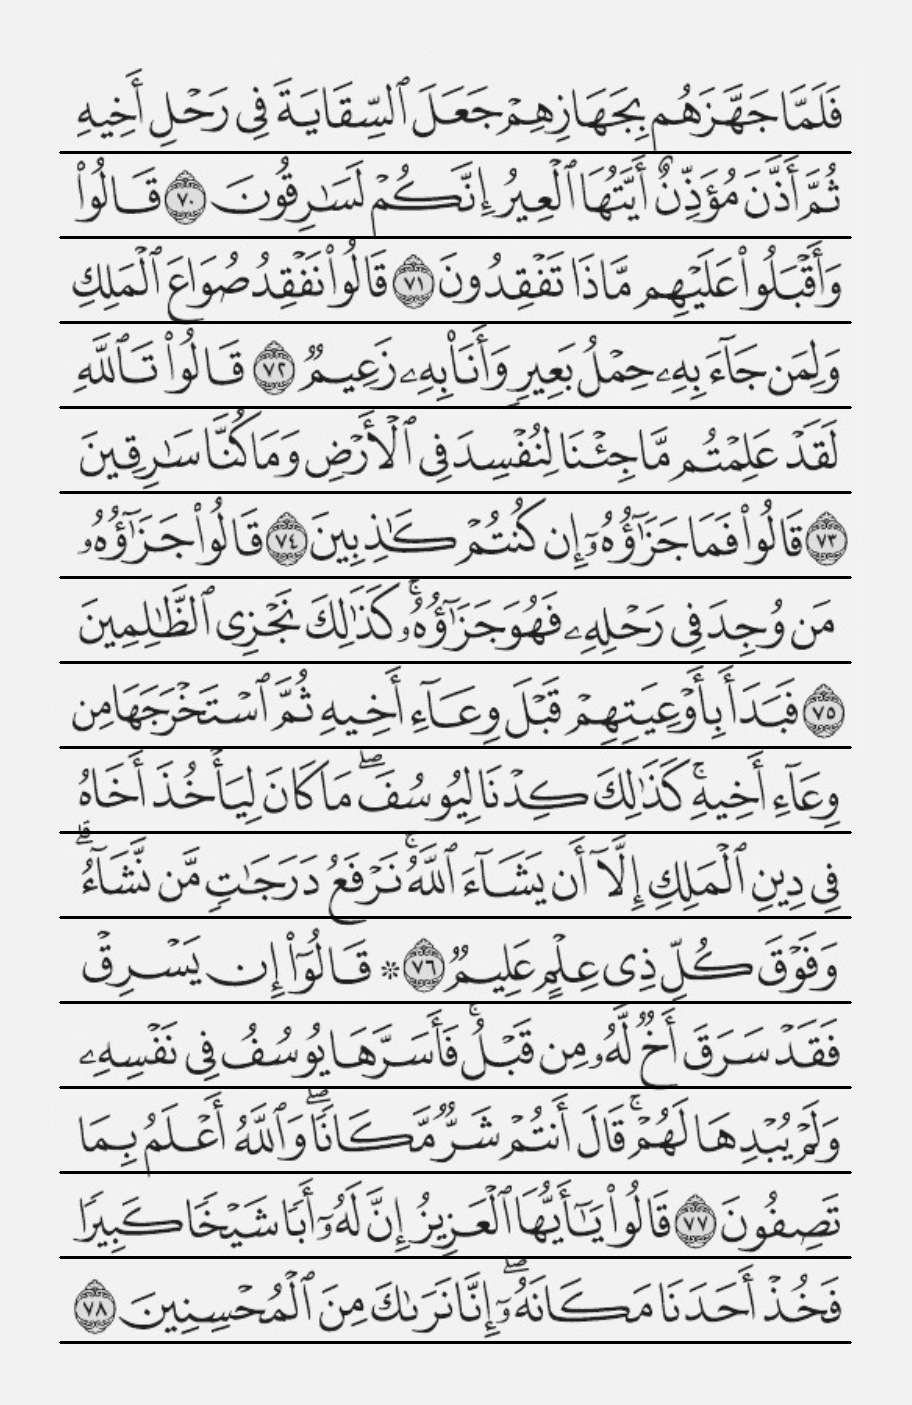 فَلَمَّا جَهَّزَهُم بِجَهَازِهِمْ جَعَلَ ٱلسِّقَايَةَ فِى رَحْلِ أَخِيهِ
ثُمَّ أَذَّنَ مُؤَذِّنٌ أَيَّتُهَا ٱلْعِيرُ إِنَّكُمْ لَسَـٰرِقُونَ ٧٠ قَالُوا۟
وَأَقْبَلُوا۟ عَلَيْهِم مَّاذَا تَفْقِدُونَ ٧١ قَالُوا۟ نَفْقِدُ صُوَاعَ ٱلْمَلِكِ
وَلِمَن جَآءَ بِهِۦ حِمْلُ بَعِيرٍ وَأَنَا۠ بِهِۦ زَعِيمٌ ٧٢ قَالُوا۟ تَٱللَّهِ
لَقَدْ عَلِمْتُم مَّا جِئْنَا لِنُفْسِدَ فِى ٱلْأَرْضِ وَمَا كُنَّا سَـٰرِقِينَ
٧٣ قَالُوا۟ فَمَا جَزَٰٓؤُهُۥٓ إِن كُنتُمْ كَـٰذِبِينَ ٧٤ قَالُوا۟ جَزَٰٓؤُهُۥ
مَن وُجِدَ فِى رَحْلِهِۦ فَهُوَ جَزَٰٓؤُهُۥ ۚ كَذَٰلِكَ نَجْزِى ٱلظَّـٰلِمِينَ
٧٥ فَبَدَأَ بِأَوْعِيَتِهِمْ قَبْلَ وِعَآءِ أَخِيهِ ثُمَّ ٱسْتَخْرَجَهَا مِن
وِعَآءِ أَخِيهِ ۚ كَذَٰلِكَ كِدْنَا لِيُوسُفَ ۖ مَا كَانَ لِيَأْخُذَ أَخَاهُ
فِى دِينِ ٱلْمَلِكِ إِلَّآ أَن يَشَآءَ ٱللَّهُ ۚ نَرْفَعُ دَرَجَـٰتٍ مَّن نَّشَآءُ ۗ
وَفَوْقَ كُلِّ ذِى عِلْمٍ عَلِيمٌ ٧٦ ۞ قَالُوٓا۟ إِن يَسْرِقْ
فَقَدْ سَرَقَ أَخٌ لَّهُۥ مِن قَبْلُ ۚ فَأَسَرَّهَا يُوسُفُ فِى نَفْسِهِۦ
وَلَمْ يُبْدِهَا لَهُمْ ۚ قَالَ أَنتُمْ شَرٌّ مَّكَانًا ۖ وَٱللَّهُ أَعْلَمُ بِمَا
تَصِفُونَ ٧٧ قَالُوا۟ يَـٰٓأَيُّهَا ٱلْعَزِيزُ إِنَّ لَهُۥٓ أَبًا شَيْخًا كَبِيرًا
فَخُذْ أَحَدَنَا مَكَانَهُۥٓ ۖ إِنَّا نَرَىٰكَ مِنَ ٱلْمُحْسِنِينَ ٧٨